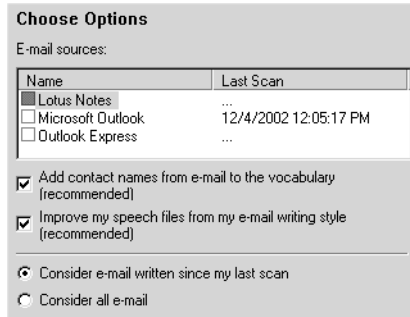 Choose Options
E-mail sources:
Name Last Scan
Lotus Notes ...
Microsoft Outlook 12/4/2002 12:05:17 PM
Outlook Express ...
Add contact names from e-mail to the vocabulary
(recommended)
Improve my speech files from my e-mail writing style
(recommended)
Consider e-mail written since my last scan
Consider all e-mail